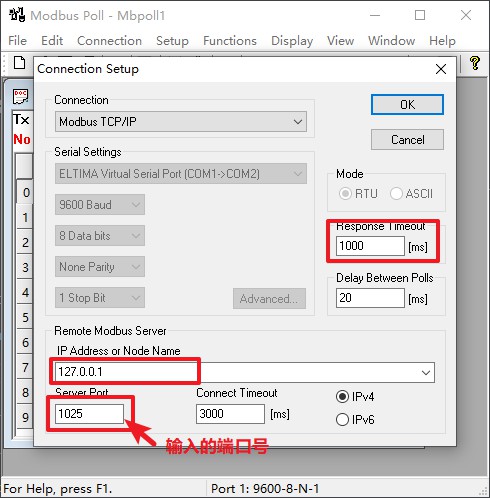 Modbus Poll - Mbpoll1
File Edit Connection Setup Functions Display View Window Help
Connection Setup
Connection
Modbus TCP/IP
OK
Cancel
Serial Settings
ELTIMA Virtual Serial Port (COM1->COM2)
9600 Baud
8 Data bits
None Parity
1 Stop Bit
Advanced...
Mode
RTU ASCII
Response Timeout
1000 [ms]
Delay Between Polls
20 [ms]
Remote Modbus Server
IP Address or Node Name
127.0.0.1
Server Port
1025
Connect Timeout
3000 [ms]
IPv4
IPv6
输入的端口号
DOC
Tx
No
0
1
2
3
4
5
6
7
8
9
For Help, press F1.
Port 1: 9600-8-N-1